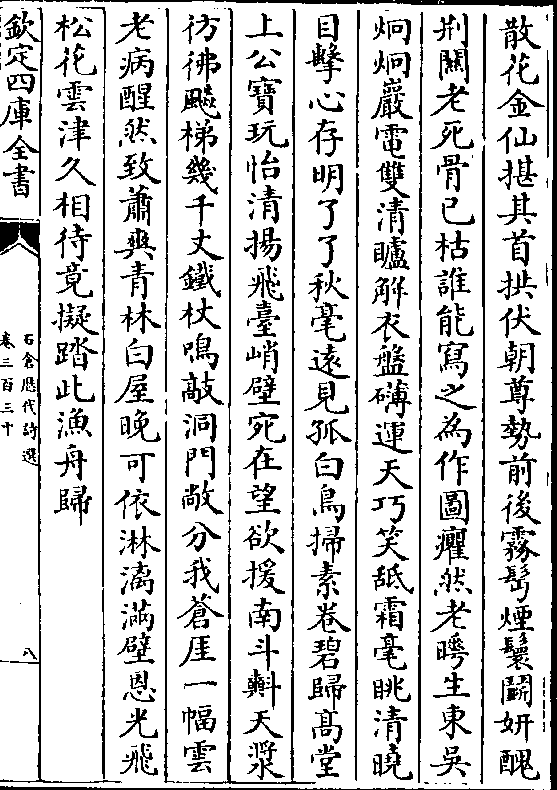 散花金仙揕其首拱伏朝尊勢前後霧髩煙鬟鬬妍醜
荆關老死骨已枯誰能寫之為作圖癯然老𥇛生東吳
炯炯巖電雙清矑解衣盤礴運天巧笑舐霜毫眺清曉
目擊心存明了了秋毫遠見孤白鳥掃素卷碧歸髙堂
上公寳玩怡清揚飛臺峭壁宛在望欲援南斗㪺天漿
彷彿颷梯幾千丈鐵杖鳴敲洞門敞分我蒼厓一幅雲
老病醒然致蕭爽青林白屋晚可依淋漓滿壁恩光飛
松花雲津久相待竟擬踏此漁舟歸
欽定四庫全書
石倉歷代詩選
卷三百三十
八